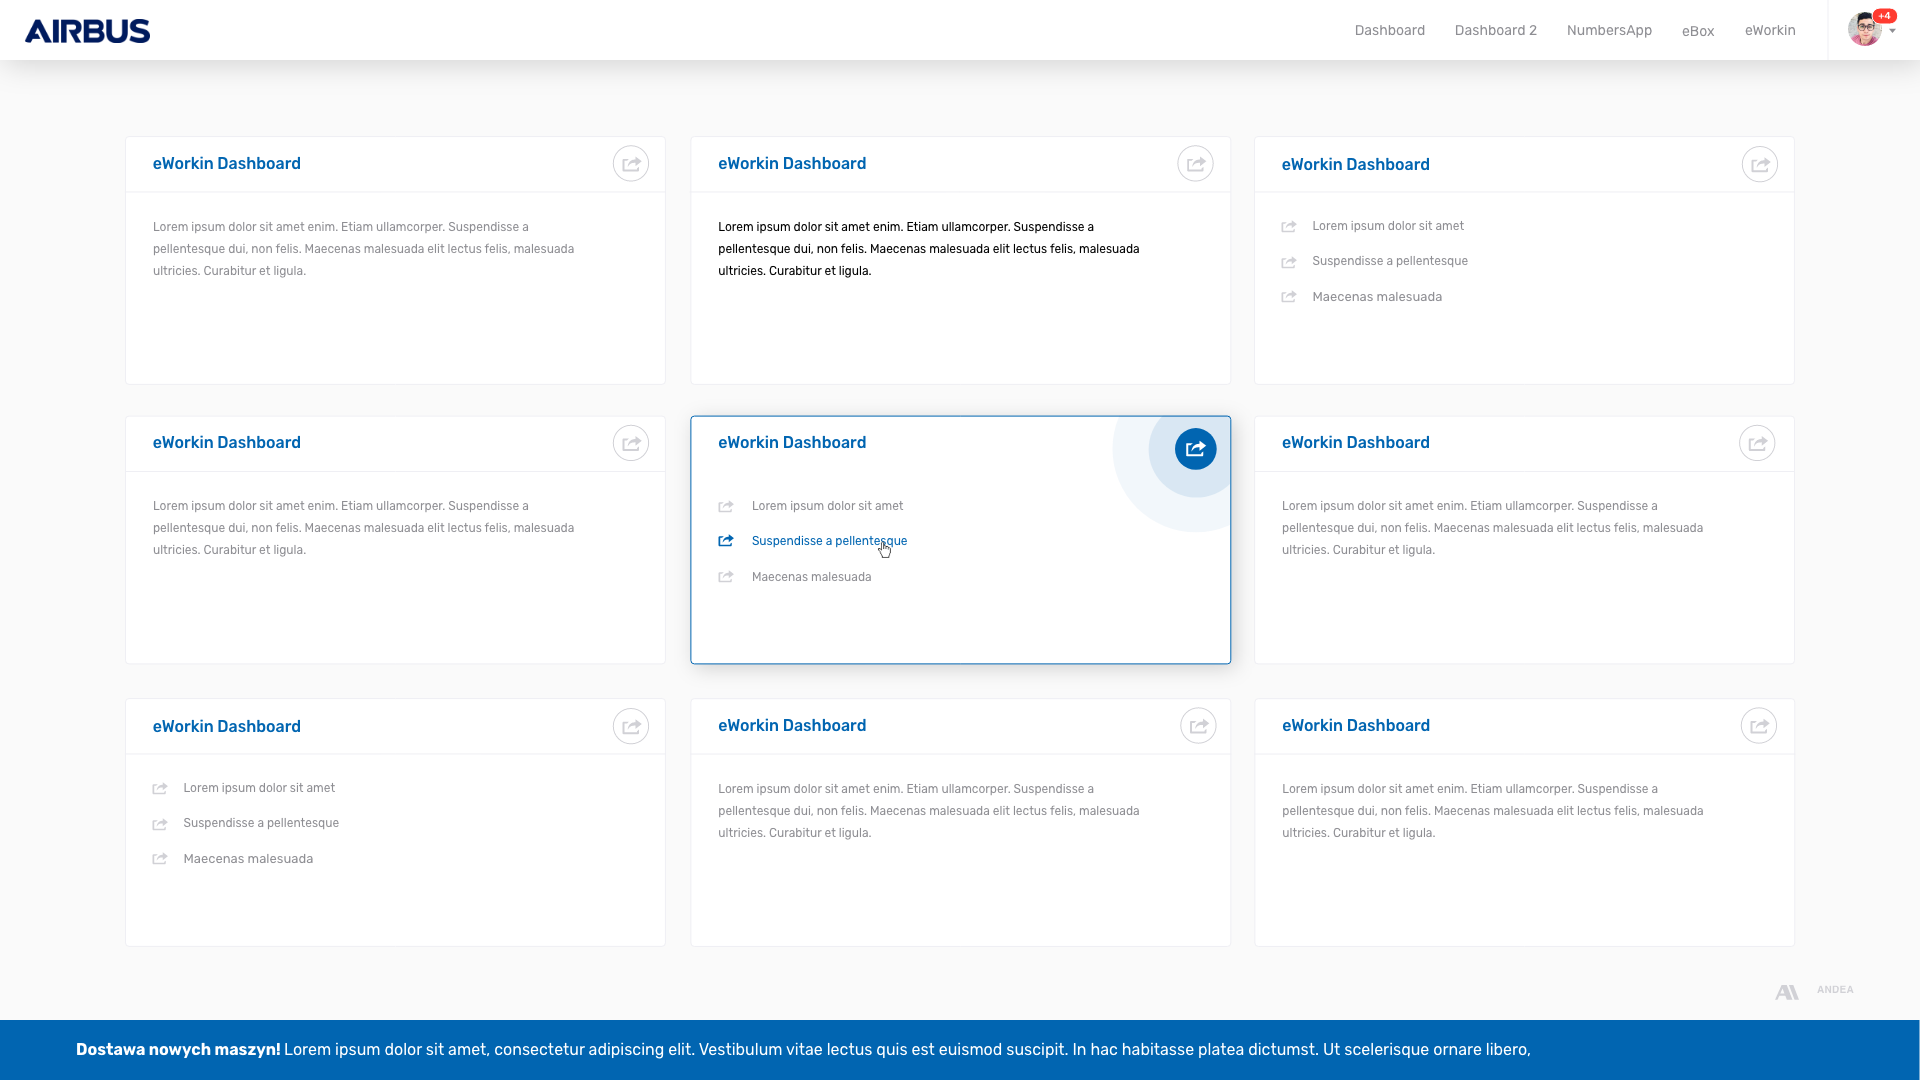 AIRBUS
Dashboard
Dashboard 2
NumbersApp
eBox
eWorkin
+4
eWorkin Dashboard
Lorem ipsum dolor sit amet enim. Etiam ullamcorper. Suspendisse a
pellentesque dui, non felis. Maecenas malesuada elit lectus felis, malesuada
ultricies. Curabitur et ligula.
eWorkin Dashboard
Lorem ipsum dolor sit amet enim. Etiam ullamcorper. Suspendisse a
pellentesque dui, non felis. Maecenas malesuada elit lectus felis, malesuada
ultricies. Curabitur et ligula.
eWorkin Dashboard
Lorem ipsum dolor sit amet
Suspendisse a pellentesque
Maecenas malesuada
eWorkin Dashboard
Lorem ipsum dolor sit amet enim. Etiam ullamcorper. Suspendisse a
pellentesque dui, non felis. Maecenas malesuada elit lectus felis, malesuada
ultricies. Curabitur et ligula.
eWorkin Dashboard
Lorem ipsum dolor sit amet
Suspendisse a pellentesque
Maecenas malesuada
eWorkin Dashboard
Lorem ipsum dolor sit amet enim. Etiam ullamcorper. Suspendisse a
pellentesque dui, non felis. Maecenas malesuada elit lectus felis, malesuada
ultricies. Curabitur et ligula.
eWorkin Dashboard
Lorem ipsum dolor sit amet
Suspendisse a pellentesque
Maecenas malesuada
eWorkin Dashboard
Lorem ipsum dolor sit amet enim. Etiam ullamcorper. Suspendisse a
pellentesque dui, non felis. Maecenas malesuada elit lectus felis, malesuada
ultricies. Curabitur et ligula.
eWorkin Dashboard
Lorem ipsum dolor sit amet enim. Etiam ullamcorper. Suspendisse a
pellentesque dui, non felis. Maecenas malesuada elit lectus felis, malesuada
ultricies. Curabitur et ligula.
ANDEA
Dostawa nowych maszyn! Lorem ipsum dolor sit amet, consectetur adipiscing elit. Vestibulum vitae lectus quis est euismod suscipit. In hac habitasse platea dictumst. Ut scelerisque ornare libero,